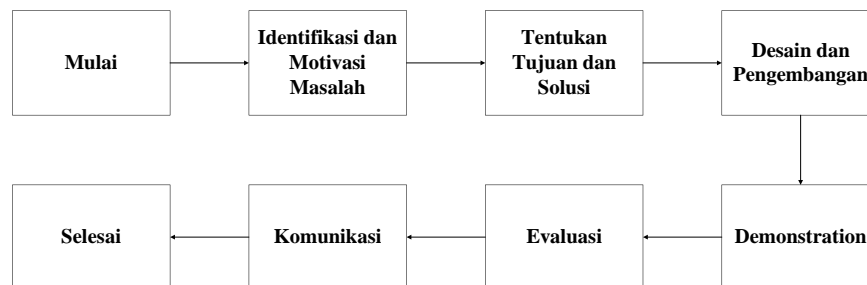 Mulai
Identifikasi dan
Motivasi
Masalah
Tentukan
Tujuan dan
Solusi
Desain dan
Pengembangan
Selesai
Komunikasi
Evaluasi
Demonstration